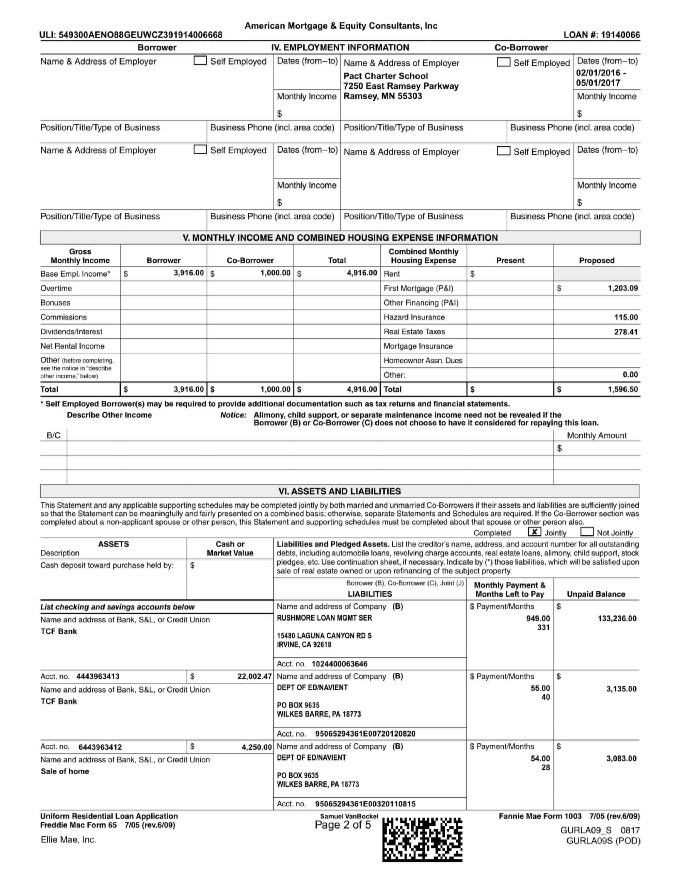 American Mortgage & Equity Consultants, Inc
ULI: 549300AENO88GEUWCZ391914006668 LOAN #: 19140066
Borrower IV. EMPLOYMENT INFORMATION Co-Borrower
Name & Address of Employer Self Employed Dates (from–to) Name & Address of Employer Self Employed Dates (from–to)
Pact Charter School 02/01/2016 -
7250 East Ramsey Parkway 05/01/2017
Monthly Income Ramsey, MN 55303 Monthly Income
$ $
Position/Title/Type of Business Business Phone (incl. area code) Position/Title/Type of Business Business Phone (incl. area code)
Name & Address of Employer Self Employed Dates (from–to) Name & Address of Employer Self Employed Dates (from–to)
Monthly Income Monthly Income
$ $
Position/Title/Type of Business Business Phone (incl. area code) Position/Title/Type of Business Business Phone (incl. area code)
V. MONTHLY INCOME AND COMBINED HOUSING EXPENSE INFORMATION
Gross Monthly Income Borrower Co-Borrower Total Combined Monthly Housing Expense Present Proposed
Base Empl. Income* $ 3,916.00 $ 1,000.00 $ 4,916.00 Rent $
Overtime First Mortgage (P&I) $ 1,203.09
Bonuses Other Financing (P&I)
Commissions Hazard Insurance 115.00
Dividends/Interest Real Estate Taxes 278.41
Net Rental Income Mortgage Insurance
Other (before completing, see the notice in "describe other income," below) Homeowner Assn. Dues
Other: 0.00
Total $ 3,916.00 $ 1,000.00 $ 4,916.00 Total $ $ 1,596.50
* Self Employed Borrower(s) may be required to provide additional documentation such as tax returns and financial statements.
Describe Other Income Notice: Alimony, child support, or separate maintenance income need not be revealed if the
Borrower (B) or Co-Borrower (C) does not choose to have it considered for repaying this loan.
B/C Monthly Amount
$
VI. ASSETS AND LIABILITIES
This Statement and any applicable supporting schedules may be completed jointly by both married and unmarried Co-Borrowers if their assets and liabilities are sufficiently joined
so that the Statement can be meaningfully and fairly presented on a combined basis; otherwise, separate Statements and Schedules are required. If the Co-Borrower section was
completed about a non-applicant spouse or other person, this Statement and supporting schedules must be completed about that spouse or other person also.
Completed X Jointly Not Jointly
ASSETS Cash or Market Value
Description
Liabilities and Pledged Assets. List the creditor's name, address, and account number for all outstanding
debts, including automobile loans, revolving charge accounts, real estate loans, alimony, child support, stock
pledges, etc. Use continuation sheet, if necessary. Indicate by (*) those liabilities, which will be satisfied upon
sale of real estate owned or upon refinancing of the subject property.
Cash deposit toward purchase held by: $
Borrower (B), Co-Borrower (C), Joint (J)
LIABILITIES Monthly Payment & Months Left to Pay Unpaid Balance
List checking and savings accounts below Name and address of Company (B) $ Payment/Months $
Name and address of Bank, S&L, or Credit Union RUSHMORE LOAN MGMT SER 949.00 133,236.00
TCF Bank 331
15480 LAGUNA CANYON RD S
IRVINE, CA 92618
Acct. no. 1024400063646
Acct. no. 4443963413 $ 22,002.47 Name and address of Company (B) $ Payment/Months $
Name and address of Bank, S&L, or Credit Union DEPT OF ED/NAVIENT 55.00 3,135.00
TCF Bank 40
PO BOX 9635
WILKES BARRE, PA 18773
Acct. no. 95065294361E00720120820
Acct. no. 6443963412 $ 4,250.00 Name and address of Company (B) $ Payment/Months $
Name and address of Bank, S&L, or Credit Union DEPT OF ED/NAVIENT 54.00 3,083.00
Sale of home 28
PO BOX 9635
WILKES BARRE, PA 18773
Acct. no. 95065294361E00320110815
Uniform Residential Loan Application Samuel VanBockel Fannie Mae Form 1003 7/05 (rev.6/09)
Freddie Mac Form 65 7/05 (rev.6/09) Page 2 of 5
GURLA09_S 0817
Ellie Mae, Inc. GURLA09S (POD)